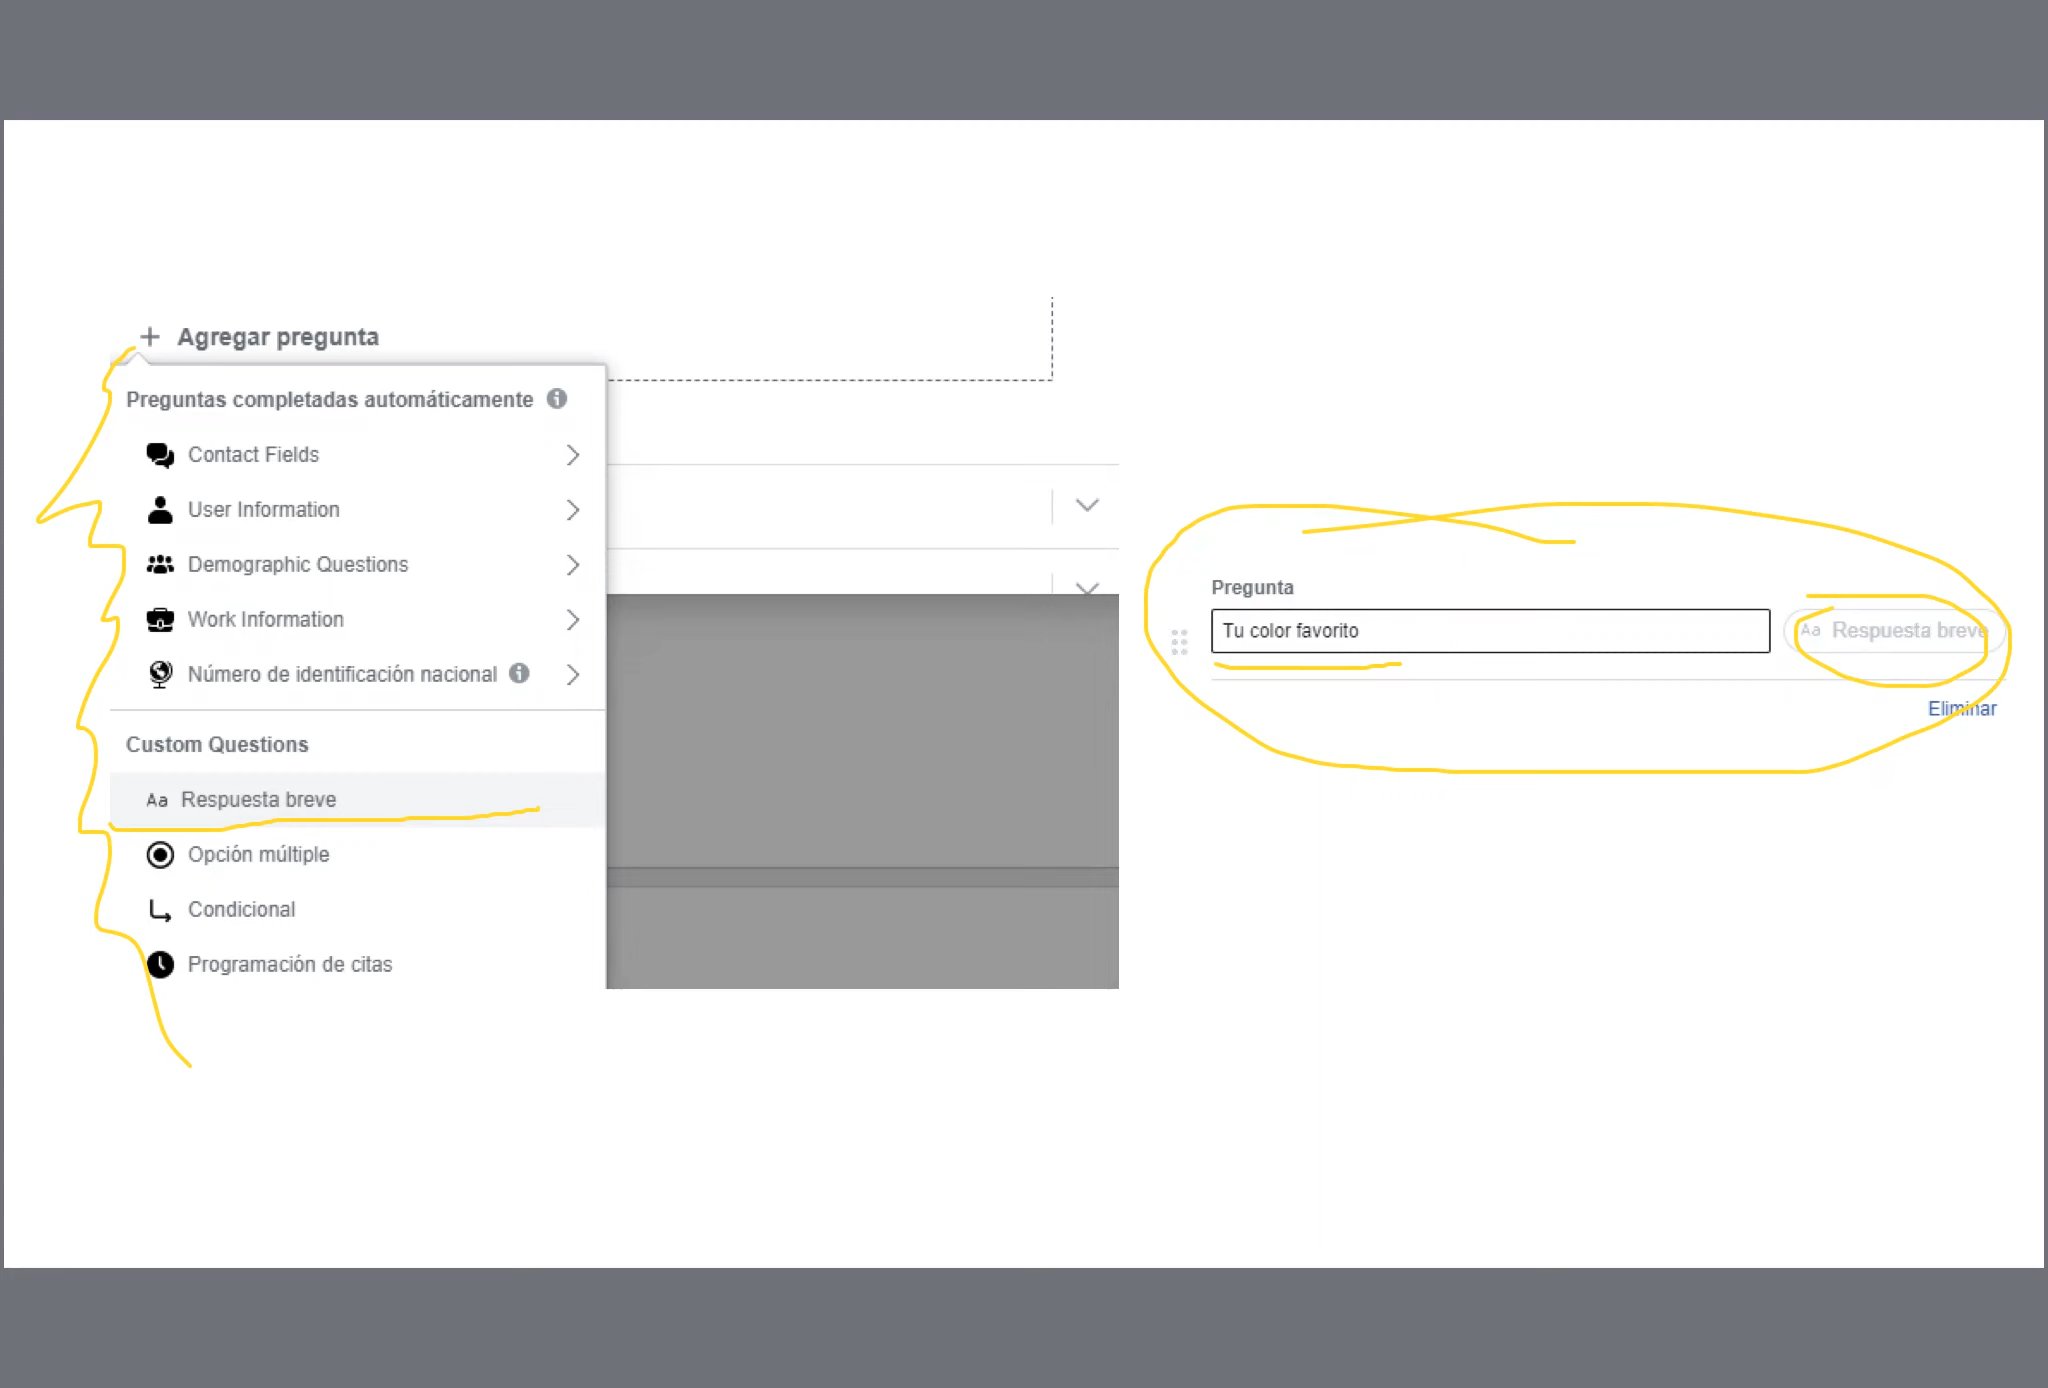 Agregar pregunta
Preguntas completadas automáticamente
Contact Fields
User Information
Demographic Questions
Work Information
Número de identificación nacional
Custom Questions
Aa Respuesta breve
Opción múltiple
Condicional
Programación de citas
Pregunta
Tu color favorito
Aa Respuesta breve
Eliminar